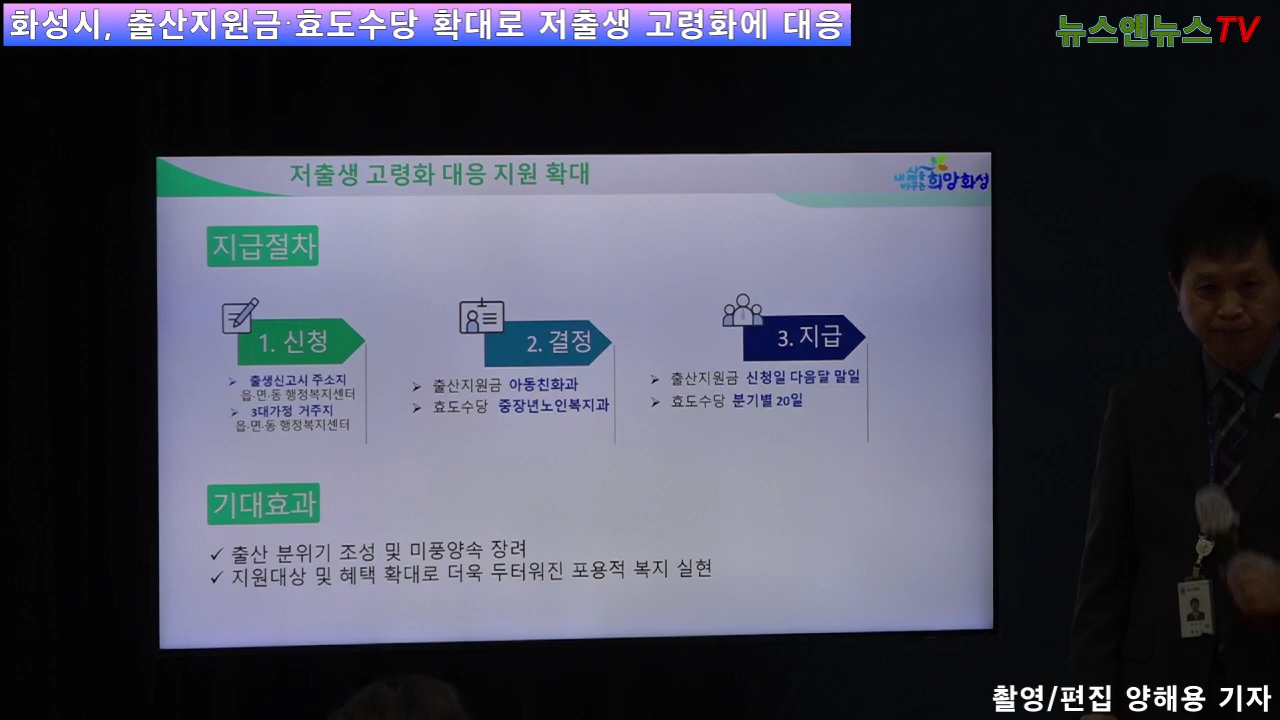 화성시, 출산지원금·효도수당 확대로 저출생 고령화에 대응
뉴스앤뉴스TV
저출생 고령화 대응 지원 확대
내 삶을 바꾸는 희망화성
지급절차
1. 신청
➢ 출생신고시 주소지
읍·면·동 행정복지센터
➢ 3대가정 거주지
읍·면·동 행정복지센터
2. 결정
➢ 출산지원금 아동친화과
➢ 효도수당 중장년노인복지과
3. 지급
➢ 출산지원금 신청일 다음달 말일
➢ 효도수당 분기별 20일
기대효과
✓ 출산 분위기 조성 및 미풍양속 장려
✓ 지원대상 및 혜택 확대로 더욱 두터워진 포용적 복지 실현
촬영/편집 양해용 기자